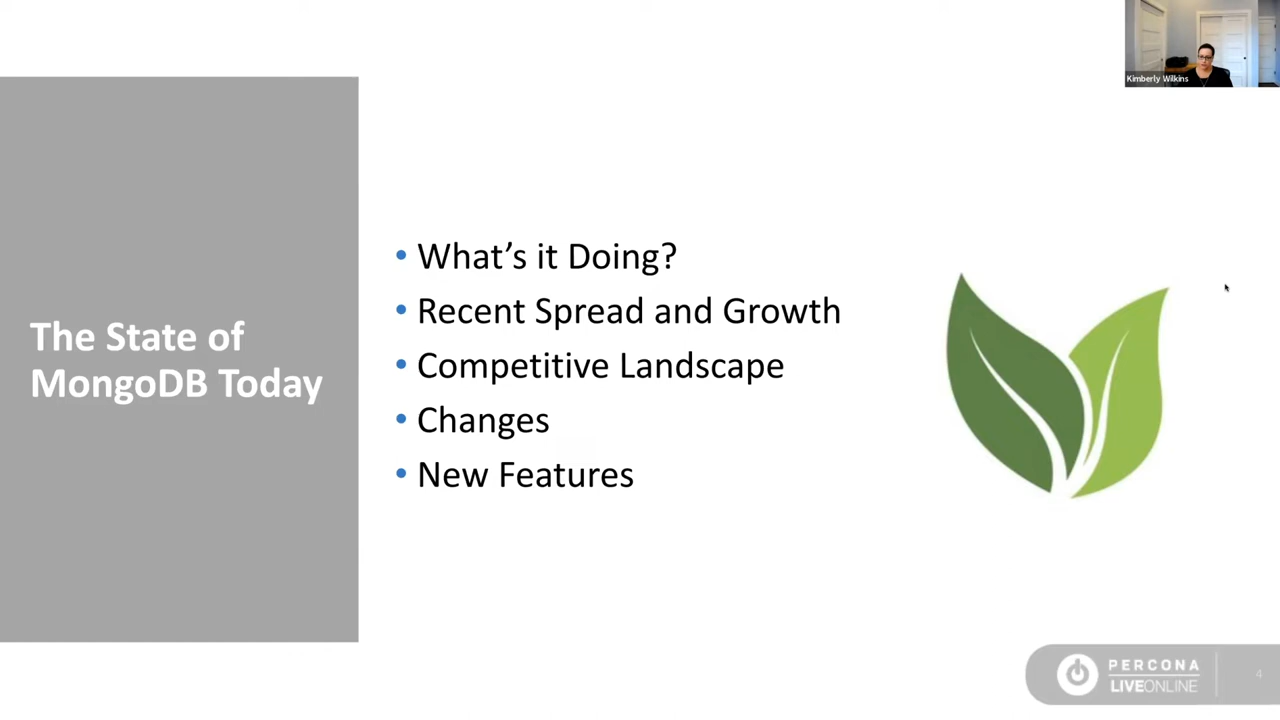 Kimberly Wilkins
The State of
MongoDB Today
• What's it Doing?
• Recent Spread and Growth
• Competitive Landscape
• Changes
• New Features
PERCONA
LIVEONLINE
4